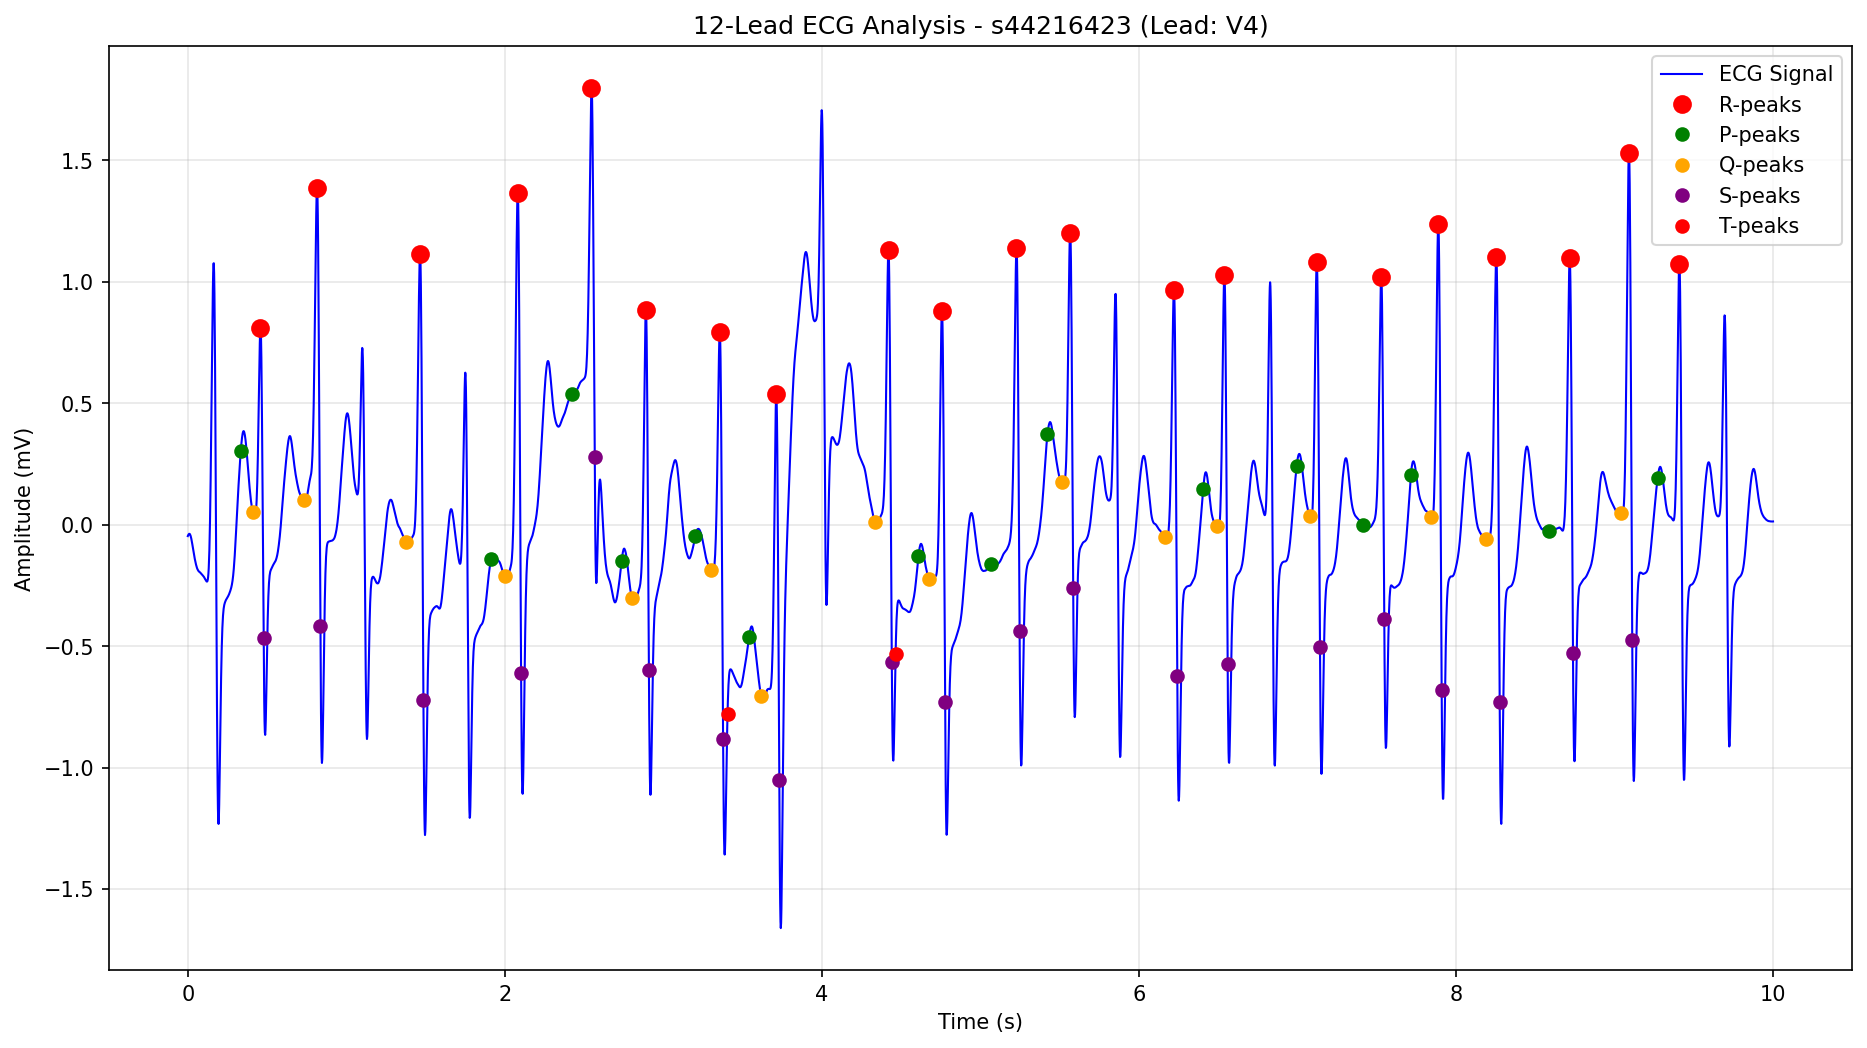 12-Lead ECG Analysis - s44216423 (Lead: V4)
ECG Signal
R-peaks
P-peaks
Q-peaks
S-peaks
T-peaks
Amplitude (mV)
1.5
1.0
0.5
0.0
−0.5
−1.0
−1.5
0 2 4 6 8 10
Time (s)